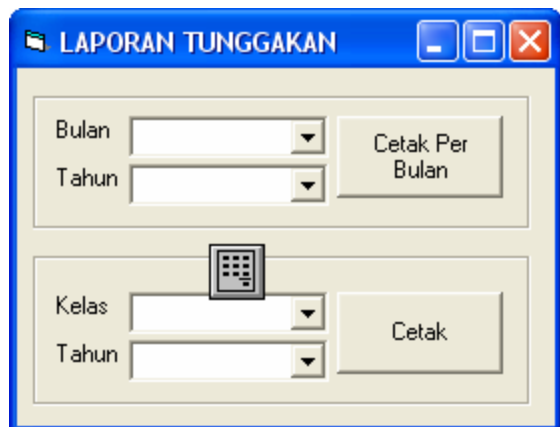 LAPORAN TUNGGAKAN
Bulan
Tahun
Cetak Per
Bulan
Kelas
Tahun
Cetak